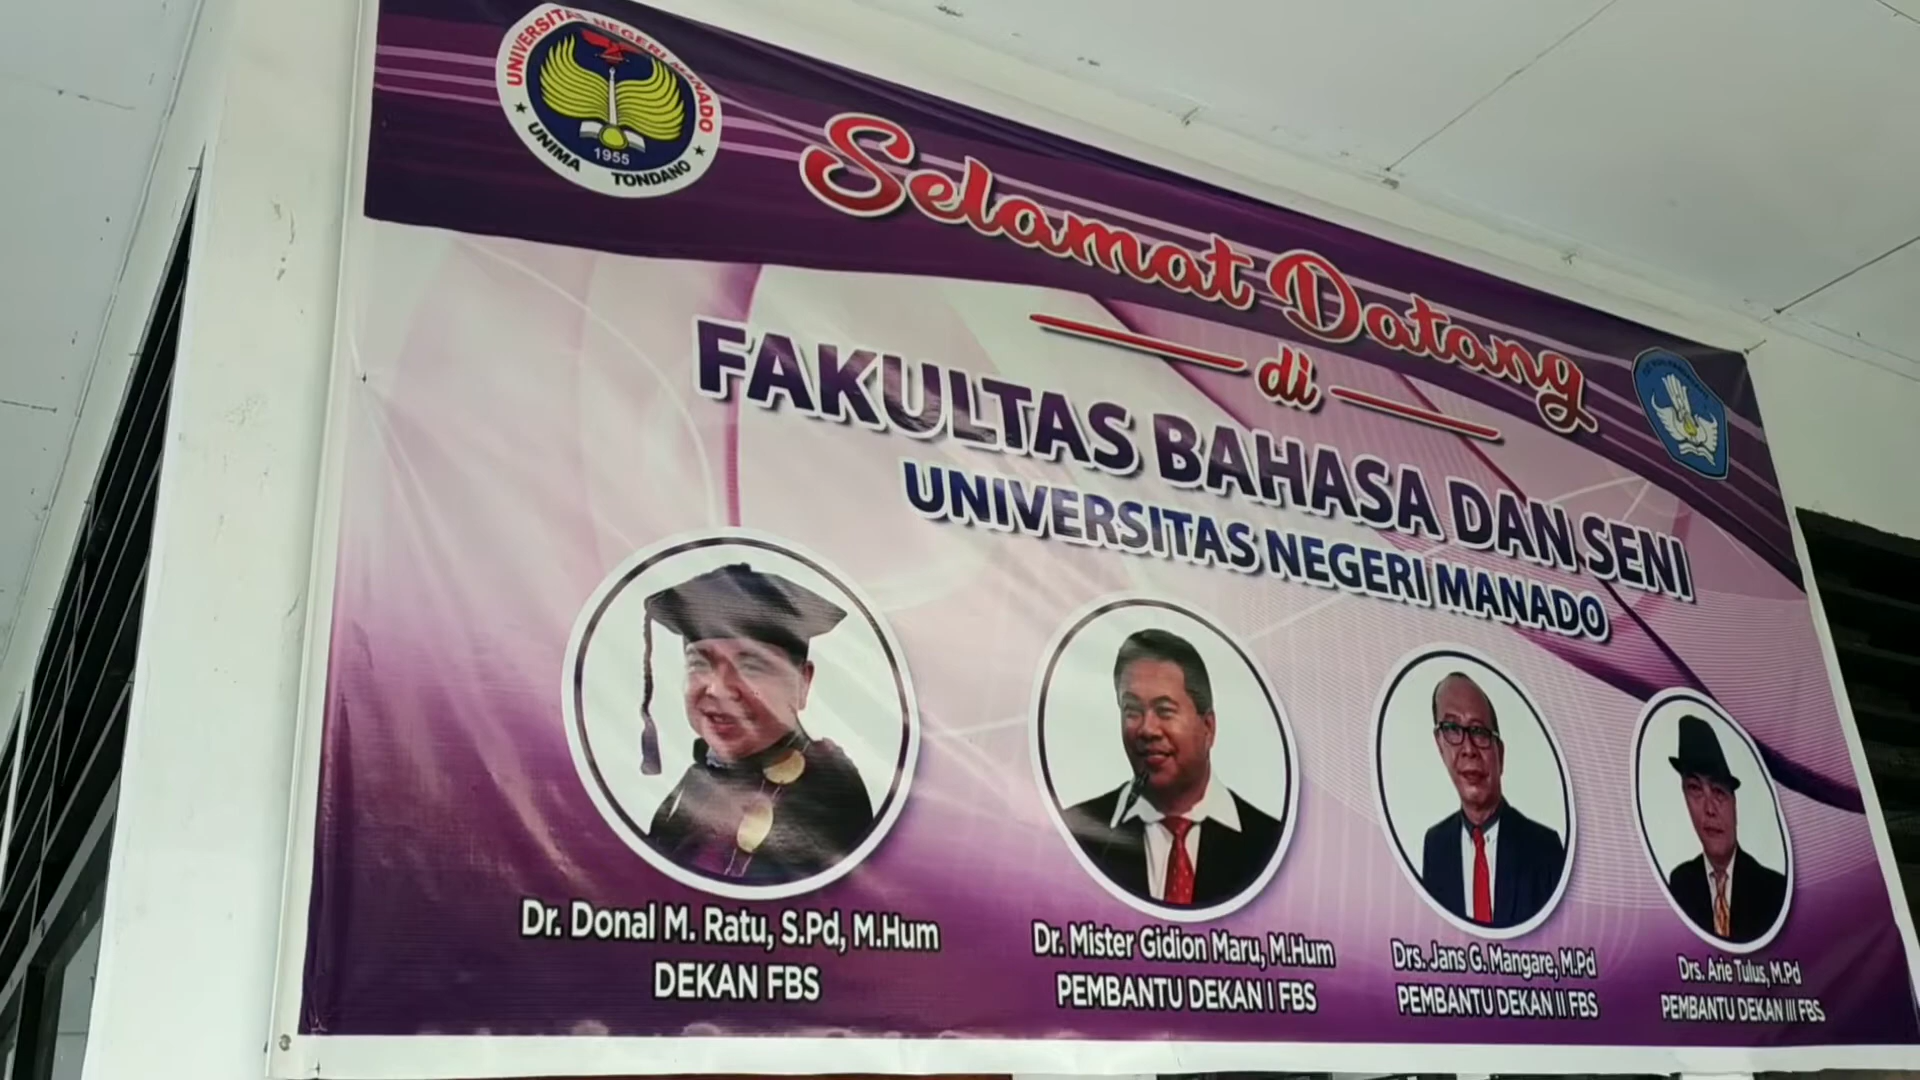 UNIVERSITAS NEGERI MANADO
UNIMA TONDANO
1955
Selamat Datang
di
FAKULTAS BAHASA DAN SENI
UNIVERSITAS NEGERI MANADO
Dr. Donal M. Ratu, S.Pd, M.Hum
DEKAN FBS
Dr. Mister Gidion Maru, M.Hum
PEMBANTU DEKAN I FBS
Drs. Jans G. Mangare, M.Pd
PEMBANTU DEKAN II FBS
Drs. Arie Tulus, M.Pd
PEMBANTU DEKAN III FBS